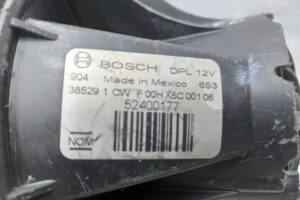 BOSCH DPL 12V
904 Made in Mexico 653
38529 1 CW F 00H X5C 001 06
52400177
NOM